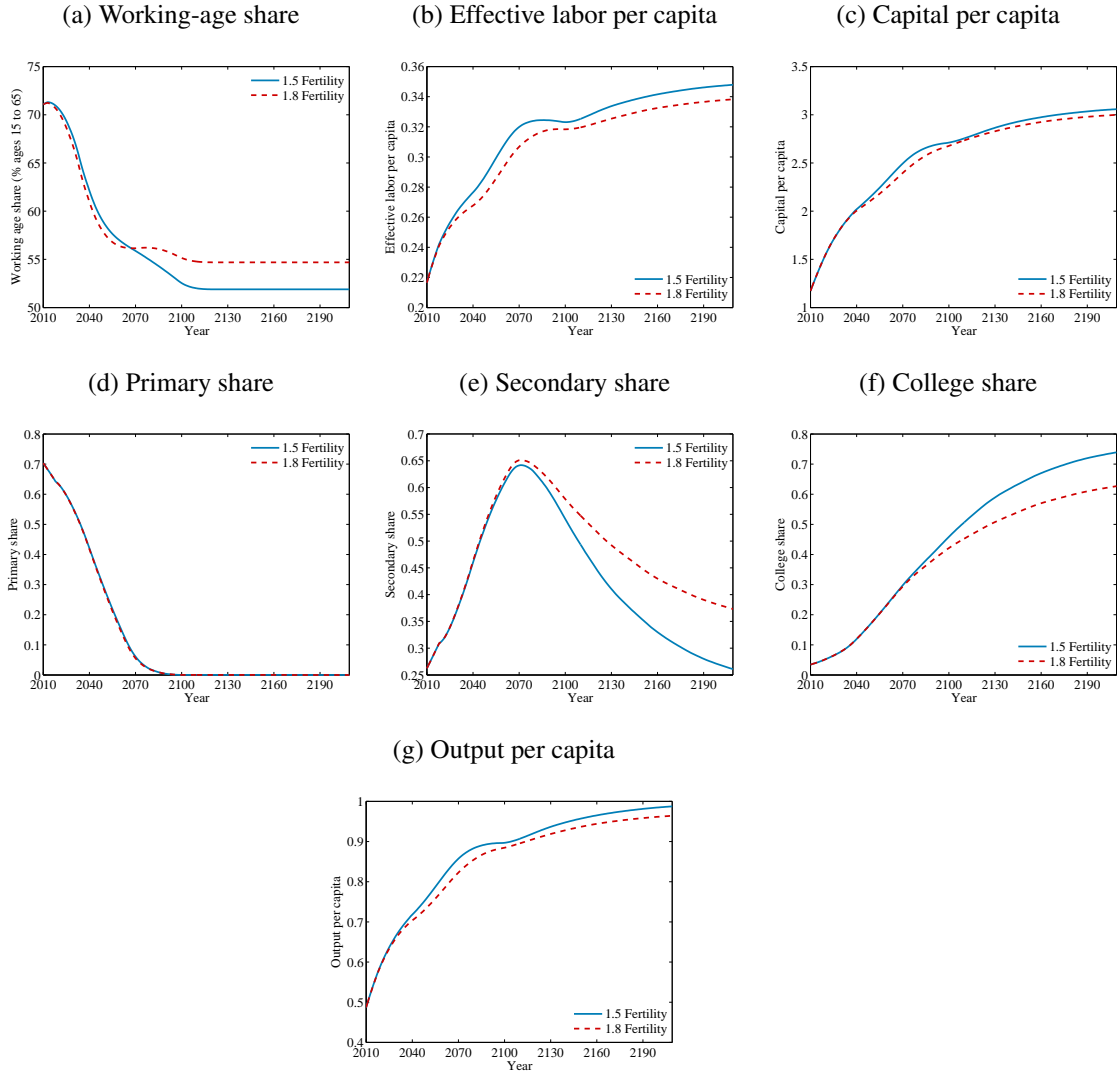 (a) Working-age share
(b) Effective labor per capita
(c) Capital per capita
75
70
65
60
55
50
Working age share (% ages 15 to 65)
1.5 Fertility
1.8 Fertility
2010 2040 2070 2100 2130 2160 2190
Year
0.36
0.34
0.32
0.3
0.28
0.26
0.24
0.22
0.2
Effective labor per capita
1.5 Fertility
1.8 Fertility
2010 2040 2070 2100 2130 2160 2190
Year
3.5
3
2.5
2
1.5
1
Capital per capita
1.5 Fertility
1.8 Fertility
2010 2040 2070 2100 2130 2160 2190
Year
(d) Primary share
(e) Secondary share
(f) College share
0.8
0.7
0.6
0.5
0.4
0.3
0.2
0.1
0
Primary share
1.5 Fertility
1.8 Fertility
2010 2040 2070 2100 2130 2160 2190
Year
0.7
0.65
0.6
0.55
0.5
0.45
0.4
0.35
0.3
0.25
Secondary share
1.5 Fertility
1.8 Fertility
2010 2040 2070 2100 2130 2160 2190
Year
0.8
0.7
0.6
0.5
0.4
0.3
0.2
0.1
0
College share
1.5 Fertility
1.8 Fertility
2010 2040 2070 2100 2130 2160 2190
Year
(g) Output per capita
1
0.9
0.8
0.7
0.6
0.5
0.4
Output per capita
1.5 Fertility
1.8 Fertility
2010 2040 2070 2100 2130 2160 2190
Year